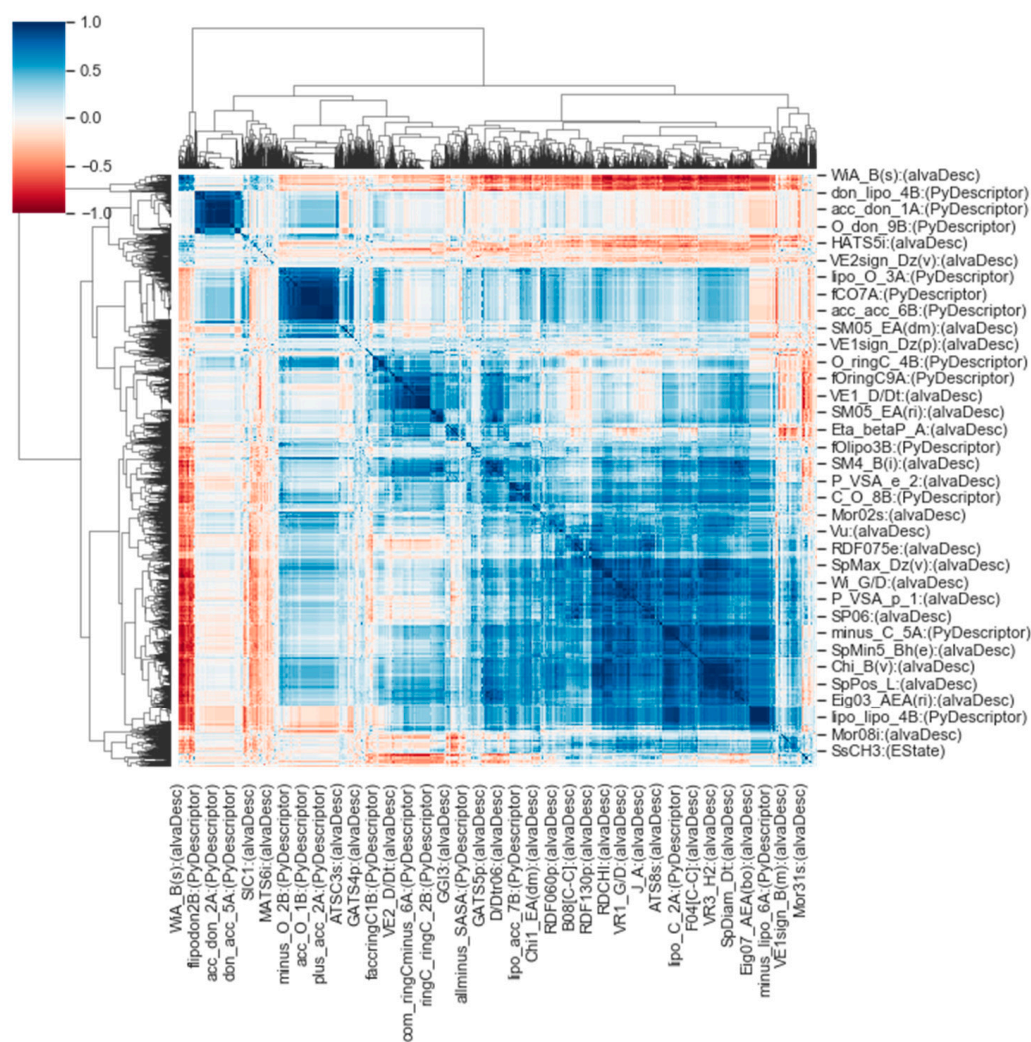 1.0
0.5
0.0
−0.5
−1.0
WiA_B(s):(alvaDesc)
don_lipo_4B:(PyDescriptor)
acc_don_1A:(PyDescriptor)
O_don_9B:(PyDescriptor)
HATS5i:(alvaDesc)
VE2sign_Dz(v):(alvaDesc)
lipo_O_3A:(PyDescriptor)
fCO7A:(PyDescriptor)
acc_acc_6B:(PyDescriptor)
SM05_EA(dm):(alvaDesc)
VE1sign_Dz(p):(alvaDesc)
O_ringC_4B:(PyDescriptor)
fOringC9A:(PyDescriptor)
VE1_D/Dt:(alvaDesc)
SM05_EA(ri):(alvaDesc)
Eta_betaP_A:(alvaDesc)
fOlipo3B:(PyDescriptor)
SM4_B(i):(alvaDesc)
P_VSA_e_2:(alvaDesc)
C_O_8B:(PyDescriptor)
Mor02s:(alvaDesc)
Vu:(alvaDesc)
RDF075e:(alvaDesc)
SpMax_Dz(v):(alvaDesc)
Wi_G/D:(alvaDesc)
P_VSA_p_1:(alvaDesc)
SP06:(alvaDesc)
minus_C_5A:(PyDescriptor)
SpMin5_Bh(e):(alvaDesc)
Chi_B(v):(alvaDesc)
SpPos_L:(alvaDesc)
Eig03_AEA(ri):(alvaDesc)
lipo_lipo_4B:(PyDescriptor)
Mor08i:(alvaDesc)
SsCH3:(EState)
WiA_B(s):(alvaDesc)
flipodon2B:(PyDescriptor)
acc_don_2A:(PyDescriptor)
don_acc_5A:(PyDescriptor)
SIC1:(alvaDesc)
MATS6i:(alvaDesc)
minus_O_2B:(PyDescriptor)
acc_O_1B:(PyDescriptor)
plus_acc_2A:(PyDescriptor)
ATSC3s:(alvaDesc)
GATS4p:(alvaDesc)
faccringC1B:(PyDescriptor)
VE2_D/Dt:(alvaDesc)
com_ringCminus_6A:(PyDescriptor)
ringC_ringC_2B:(PyDescriptor)
GGI3:(alvaDesc)
allminus_SASA:(PyDescriptor)
GATS5p:(alvaDesc)
D/Dtr06:(alvaDesc)
lipo_acc_7B:(PyDescriptor)
Chi1_EA(dm):(alvaDesc)
RDF060p:(alvaDesc)
B08[C-C]:(alvaDesc)
RDF130p:(alvaDesc)
RDCHI:(alvaDesc)
VR1_G/D:(alvaDesc)
J_A:(alvaDesc)
ATS8s:(alvaDesc)
lipo_C_2A:(PyDescriptor)
F04[C-C]:(alvaDesc)
VR3_H2:(alvaDesc)
SpDiam_Dt:(alvaDesc)
Eig07_AEA(bo):(alvaDesc)
minus_lipo_6A:(PyDescriptor)
VE1sign_B(m):(alvaDesc)
Mor31s:(alvaDesc)